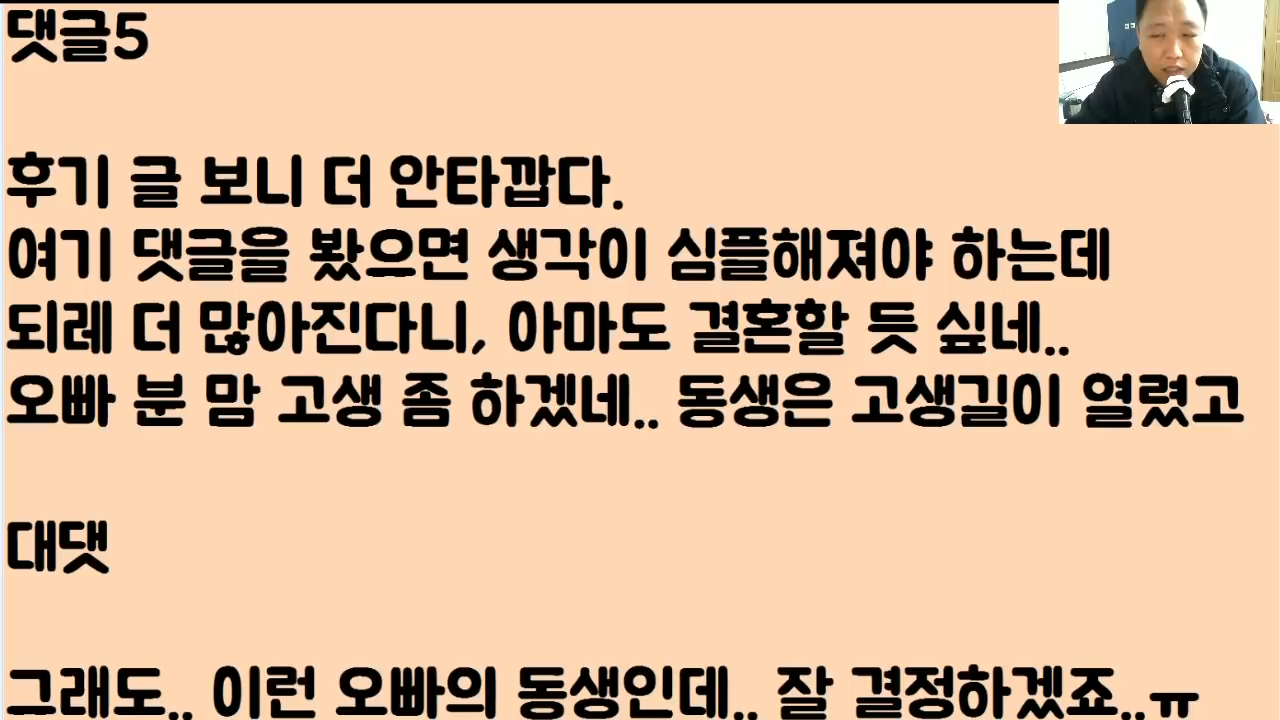 댓글5
후기 글 보니 더 안타깝다.
여기 댓글을 봤으면 생각이 심플해져야 하는데
되레 더 많아진다니, 아마도 결혼할 듯 싶네..
오빠 분 맘 고생 좀 하겠네.. 동생은 고생길이 열렸고
대댓
그래도.. 이런 오빠의 동생인데.. 잘 결정하겠죠..ㅠ